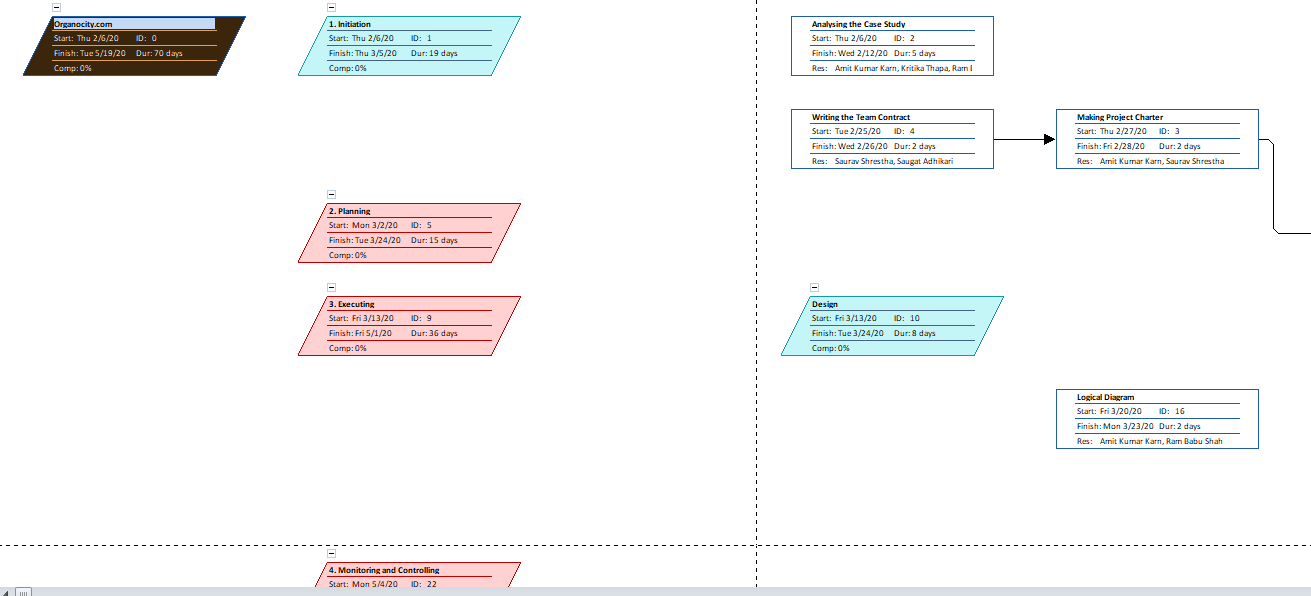 Organocity.com
Start: Thu 2/6/20 ID: 0
Finish: Tue 5/19/20 Dur: 70 days
Comp: 0%
1. Initiation
Start: Thu 2/6/20 ID: 1
Finish: Thu 3/5/20 Dur: 19 days
Comp: 0%
Analysing the Case Study
Start: Thu 2/6/20 ID: 2
Finish: Wed 2/12/20 Dur: 5 days
Res: Amit Kumar Karn, Kritika Thapa, Ram
Writing the Team Contract
Start: Tue 2/25/20 ID: 4
Finish: Wed 2/26/20 Dur: 2 days
Res: Saurav Shrestha, Saugat Adhikari
Making Project Charter
Start: Thu 2/27/20 ID: 3
Finish: Fri 2/28/20 Dur: 2 days
Res: Amit Kumar Karn, Saurav Shrestha
2. Planning
Start: Mon 3/2/20 ID: 5
Finish: Tue 3/24/20 Dur: 15 days
Comp: 0%
3. Executing
Start: Fri 3/13/20 ID: 9
Finish: Fri 5/1/20 Dur: 36 days
Comp: 0%
Design
Start: Fri 3/13/20 ID: 10
Finish: Tue 3/24/20 Dur: 8 days
Comp: 0%
Logical Diagram
Start: Fri 3/20/20 ID: 16
Finish: Mon 3/23/20 Dur: 2 days
Res: Amit Kumar Karn, Ram Babu Shah
4. Monitoring and Controlling
Start: Mon 5/4/20 ID: 22